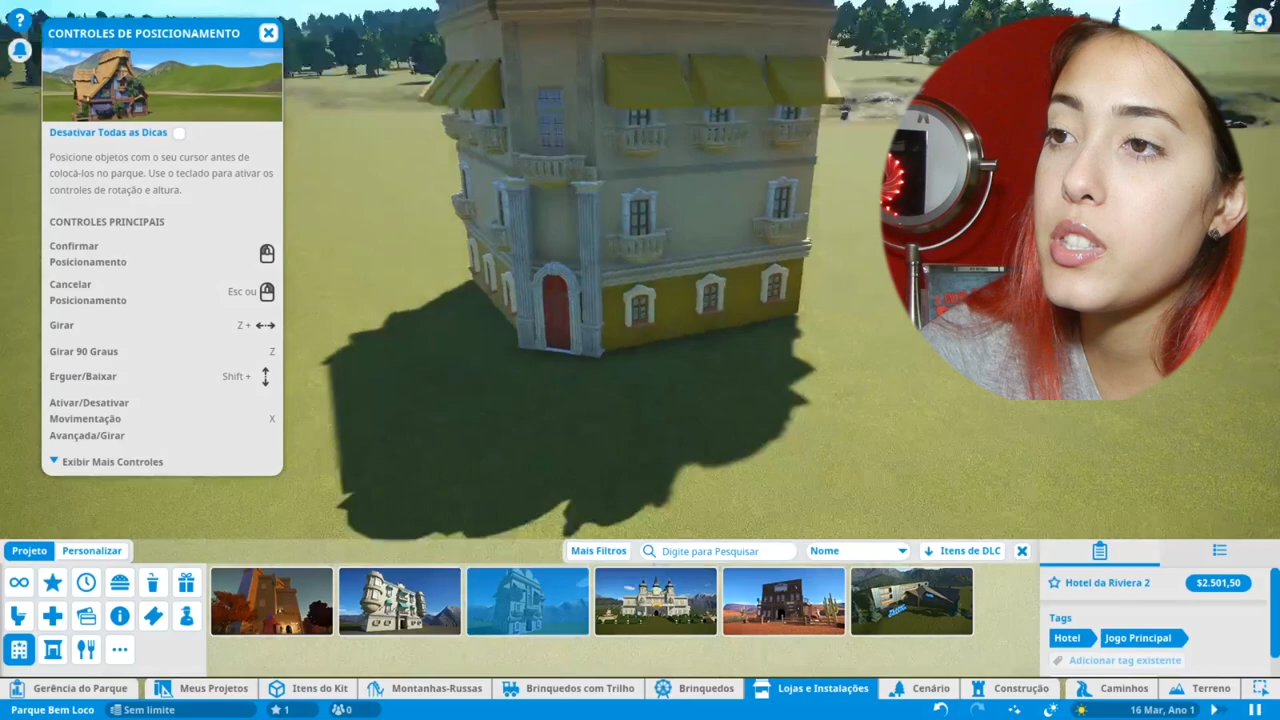 ?
CONTROLES DE POSICIONAMENTO
Desativar Todas as Dicas
Posicione objetos com o seu cursor antes de
colocá-los no parque. Use o teclado para ativar os
controles de rotação e altura.
CONTROLES PRINCIPAIS
Confirmar
Posicionamento
Cancelar
Posicionamento
Esc ou
Girar
Z +
Girar 90 Graus
Z
Erguer/Baixar
Shift +
Ativar/Desativar
Movimentação
Avançada/Girar
X
Exibir Mais Controles
Projeto
Personalizar
Mais Filtros
Digite para Pesquisar
Nome
Itens de DLC
Hotel da Riviera 2
$2.501,50
Tags
Hotel
Jogo Principal
Adicionar tag existente
Gerência do Parque
Meus Projetos
Itens do Kit
Montanhas-Russas
Brinquedos com Trilho
Brinquedos
Lojas e Instalações
Cenário
Construção
Caminhos
Terreno
Parque Bem Loco
Sem limite
1
0
16 Mar, Ano 1